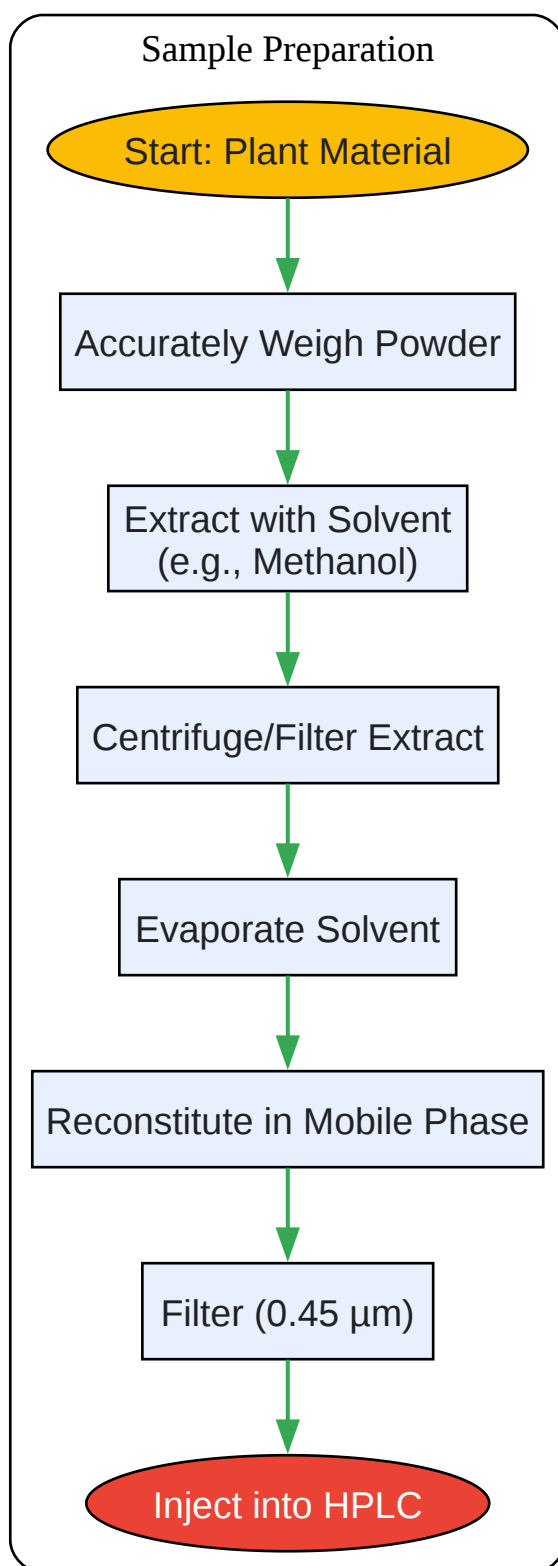 Sample Preparation
Start: Plant Material
Accurately Weigh Powder
Extract with Solvent
(e.g., Methanol)
Centrifuge/Filter Extract
Evaporate Solvent
Reconstitute in Mobile Phase
Filter (0.45 µm)
Inject into HPLC